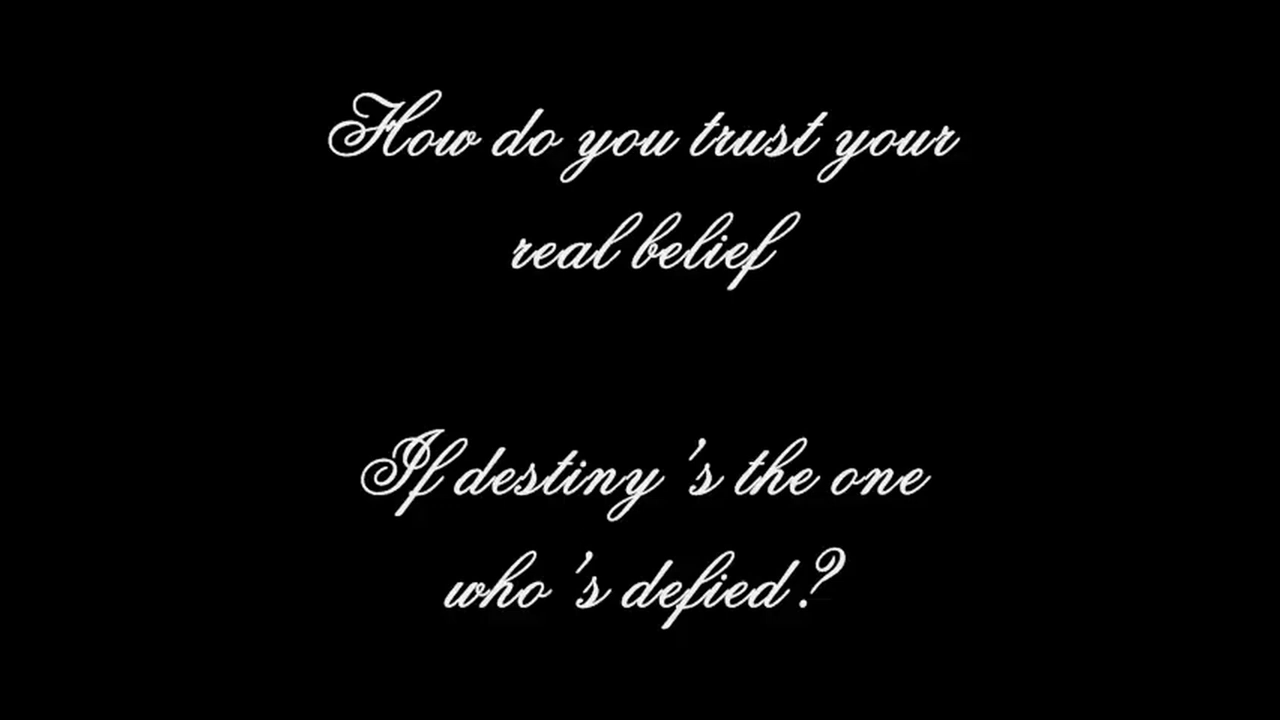 How do you trust your
real belief
If destiny's the one
who's defied?